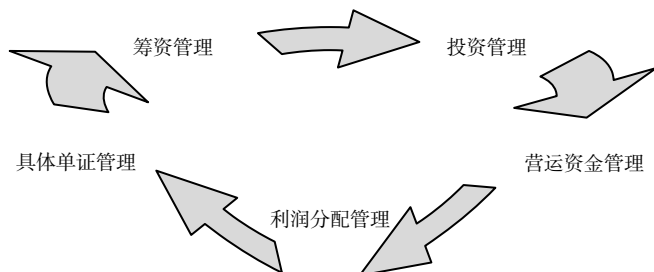 筹资管理
投资管理
具体单证管理
营运资金管理
利润分配管理